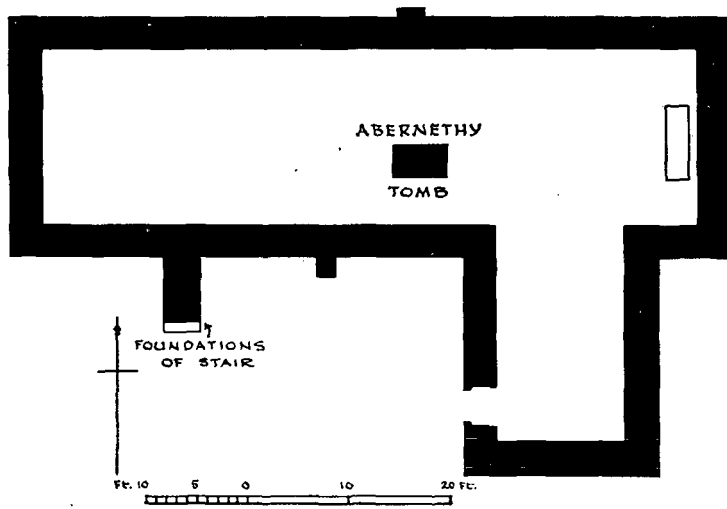 ABERNETHY
TOMB
FOUNDATIONS
OF STAIR
Ft. 10 5 0 10 20 Ft.